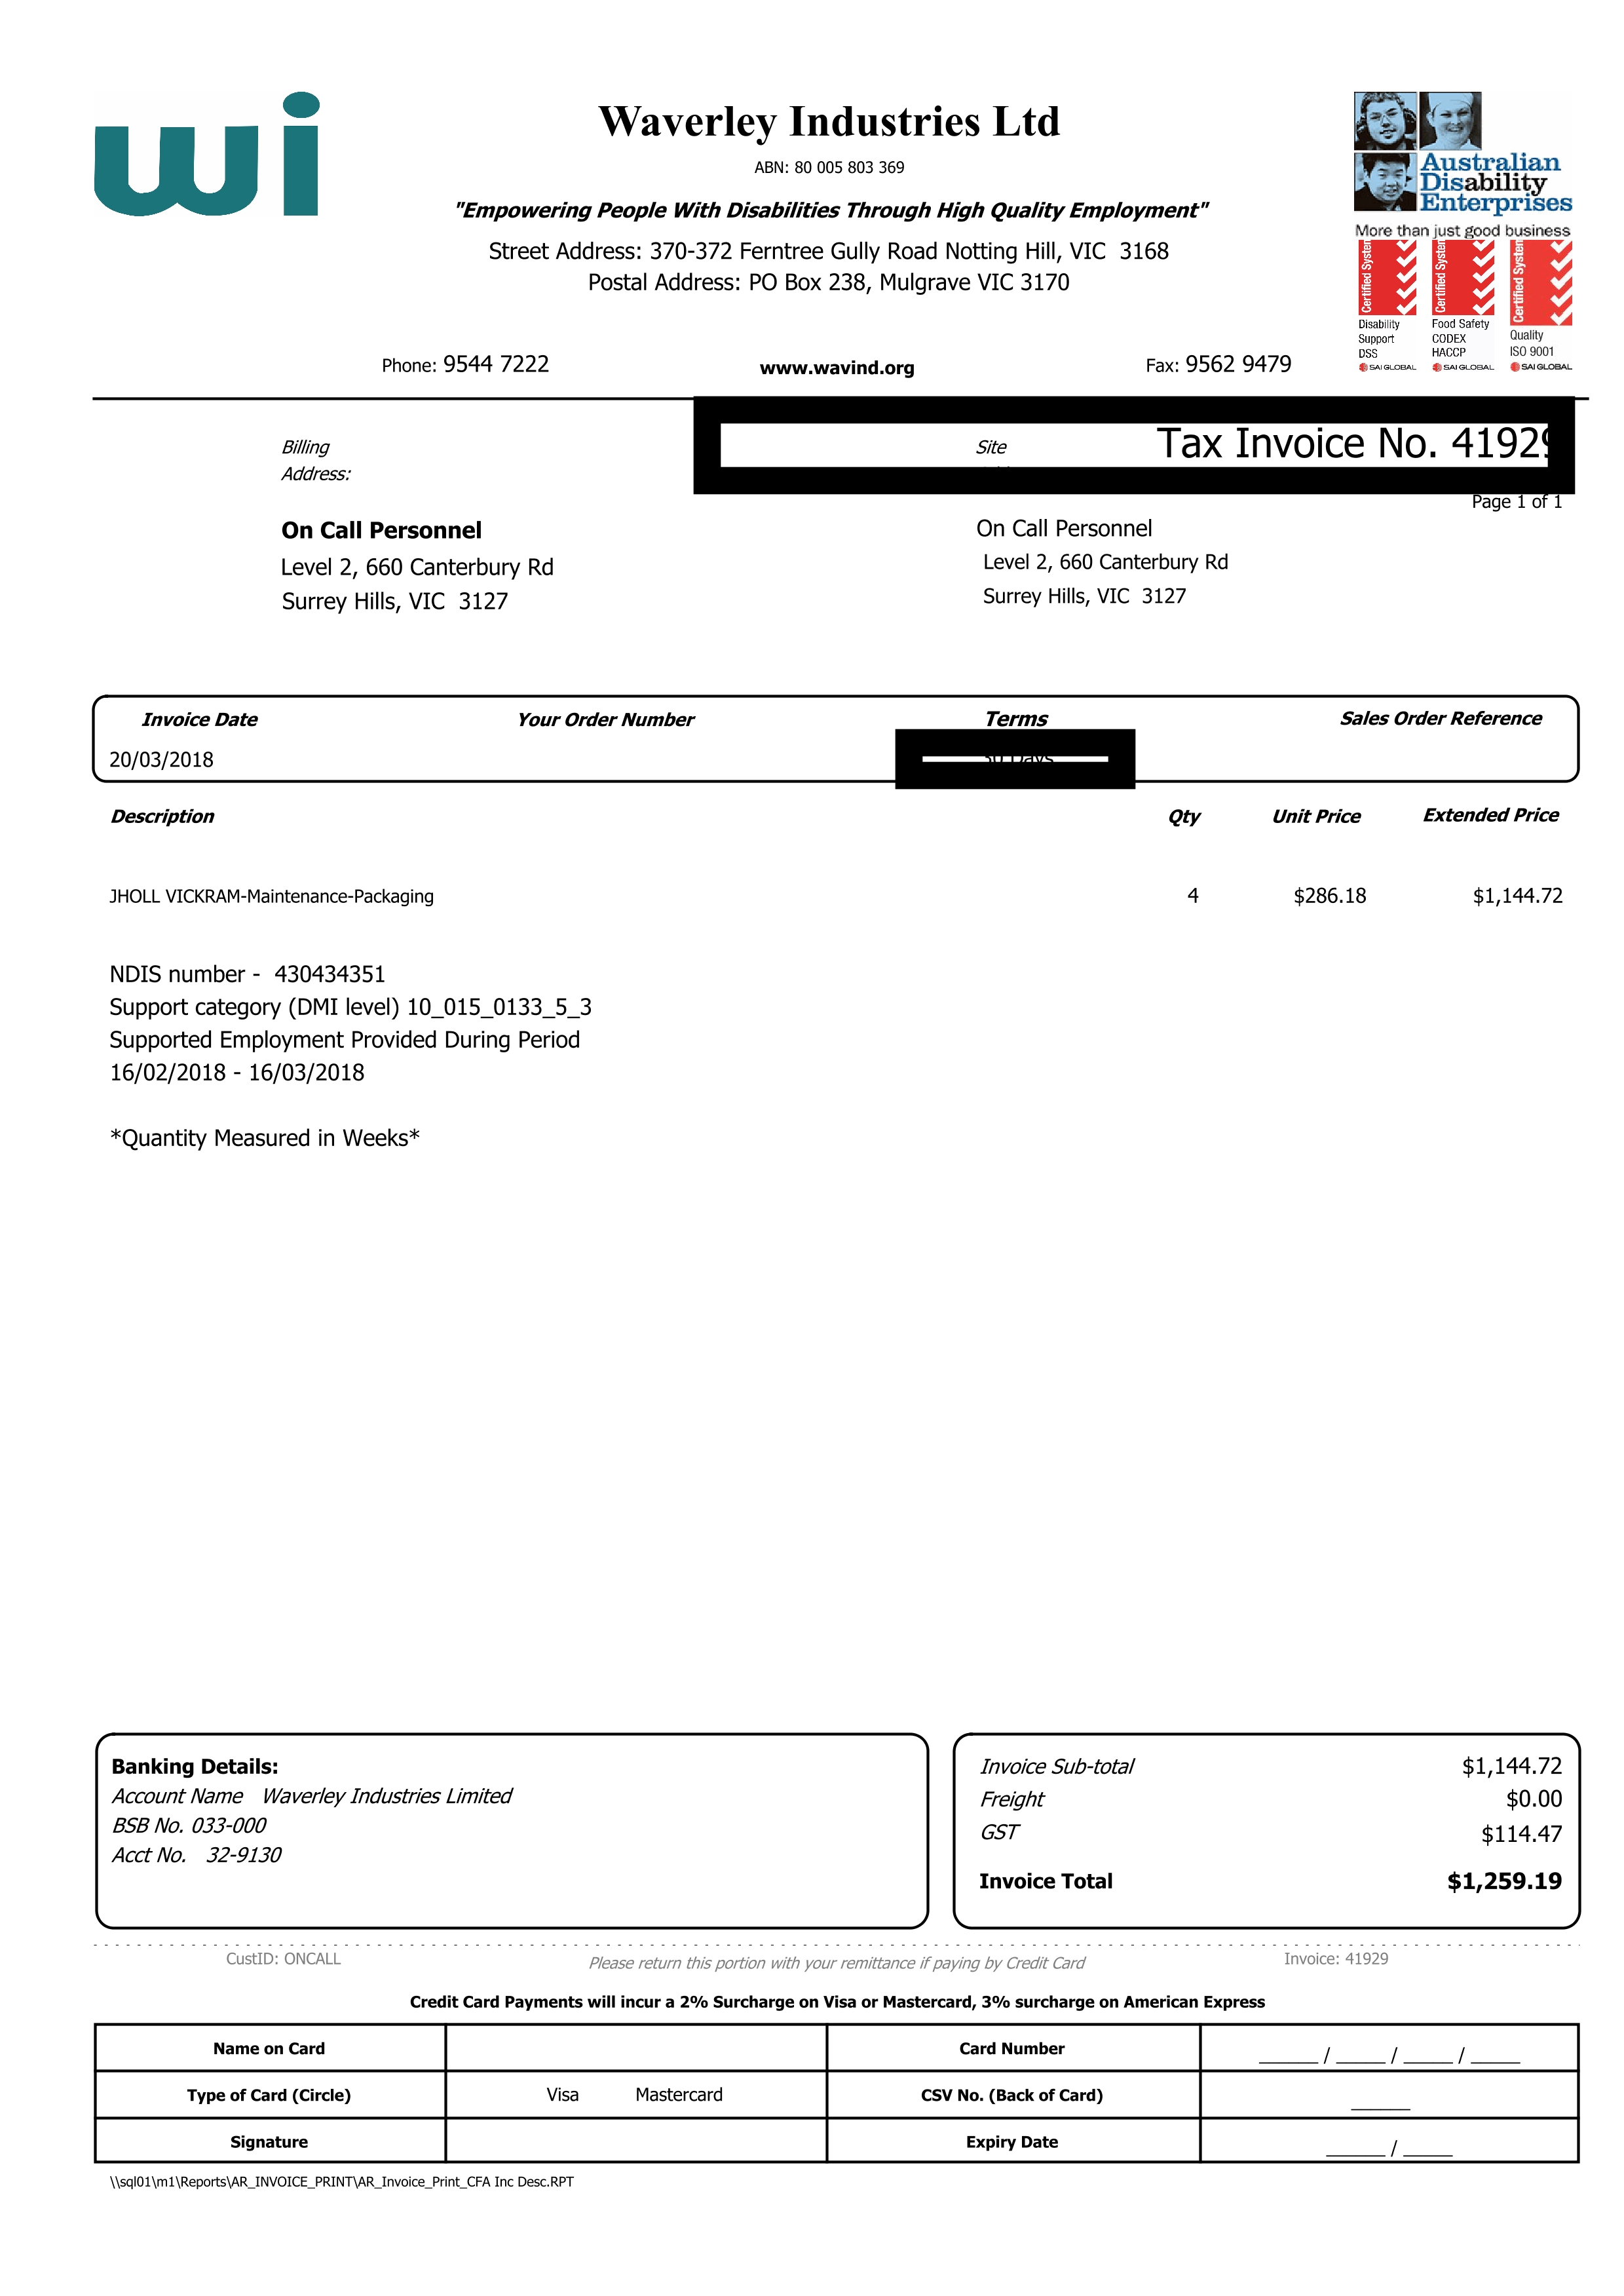 wi
Waverley Industries Ltd
ABN: 80 005 803 369
"Empowering People With Disabilities Through High Quality Employment"
Street Address: 370-372 Ferntree Gully Road Notting Hill, VIC 3168
Postal Address: PO Box 238, Mulgrave VIC 3170
Phone: 9544 7222 www.wavind.org Fax: 9562 9479
Australian
Disability
Enterprises
More than just good business
Certified System Certified System Certified System
Disability Support DSS
Food Safety CODEX HACCP
Quality ISO 9001
SAI GLOBAL SAI GLOBAL SAI GLOBAL
Tax Invoice No. 41929
Page 1 of 1
Billing
Address:
On Call Personnel
Level 2, 660 Canterbury Rd
Surrey Hills, VIC 3127
Site
On Call Personnel
Level 2, 660 Canterbury Rd
Surrey Hills, VIC 3127
Invoice Date Your Order Number Terms Sales Order Reference
20/03/2018 30 Days
Description Qty Unit Price Extended Price
JHOLL VICKRAM-Maintenance-Packaging 4 $286.18 $1,144.72
NDIS number - 430434351
Support category (DMI level) 10_015_0133_5_3
Supported Employment Provided During Period
16/02/2018 - 16/03/2018
*Quantity Measured in Weeks*
Banking Details:
Account Name Waverley Industries Limited
BSB No. 033-000
Acct No. 32-9130
Invoice Sub-total $1,144.72
Freight $0.00
GST $114.47
Invoice Total $1,259.19
CustID: ONCALL Please return this portion with your remittance if paying by Credit Card Invoice: 41929
Credit Card Payments will incur a 2% Surcharge on Visa or Mastercard, 3% surcharge on American Express
Name on Card Card Number ______ / _____ / _____ / _____
Type of Card (Circle) Visa Mastercard CSV No. (Back of Card) ______
Signature Expiry Date ______ / _____
\\sql01\m1\Reports\AR_INVOICE_PRINT\AR_Invoice_Print_CFA Inc Desc.RPT